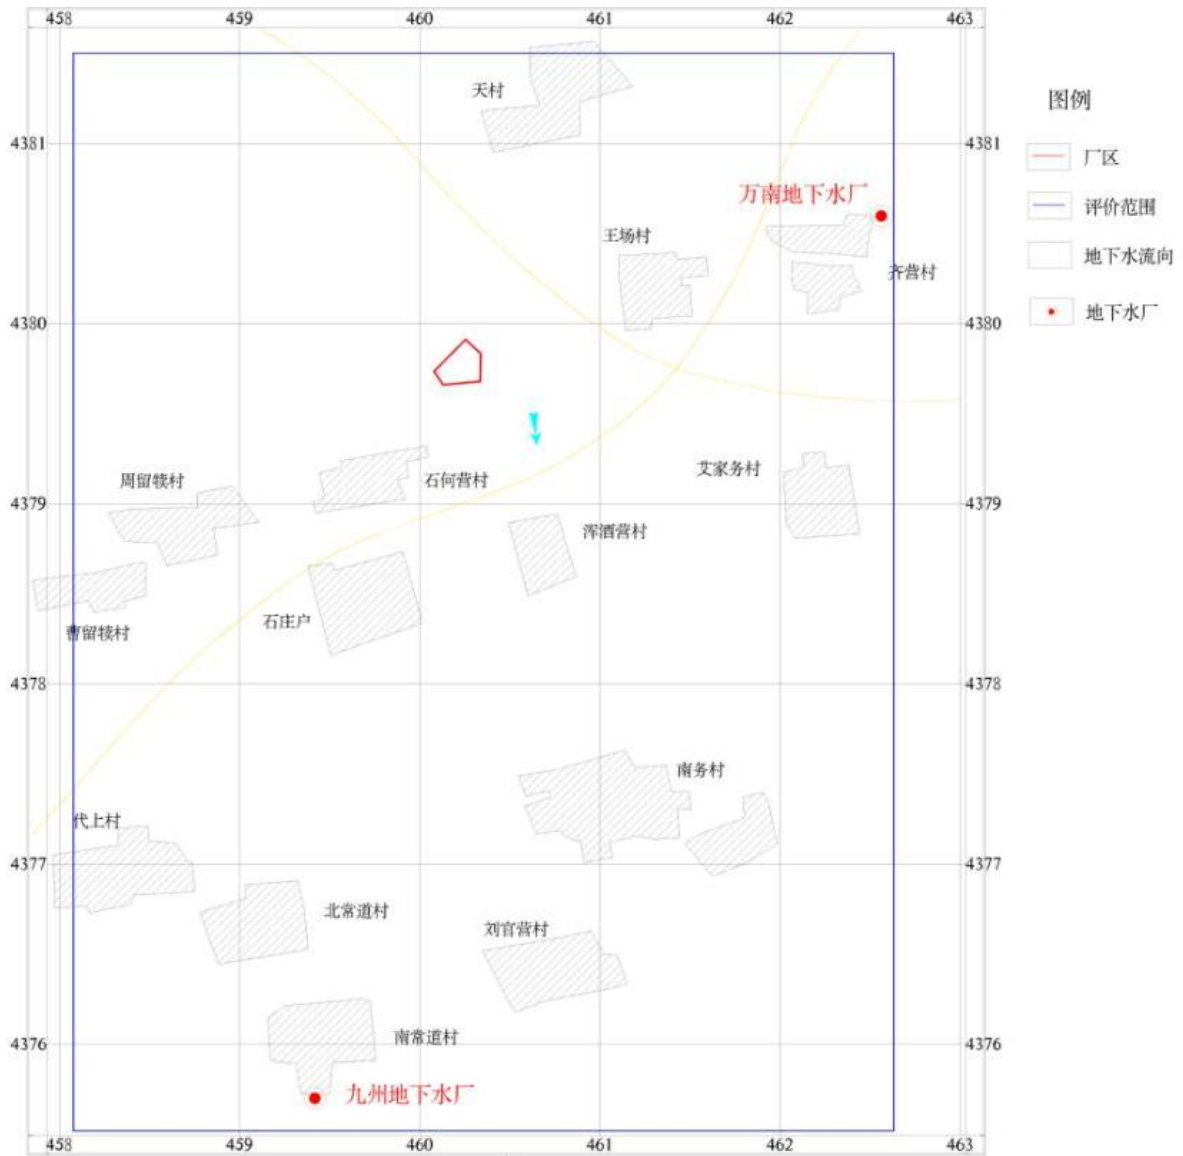 458 459 460 461 462 463
天村
图例
4381 4381
厂区
万南地下水厂
评价范围
王场村
地下水流向
齐营村
地下水厂
4380 4380
艾家务村
周留犊村
石何营村
4379 4379
浑酒营村
石庄户
曹留犊村
4378 4378
南务村
代上村
4377 4377
北常道村
刘官营村
南常道村
4376 4376
九州地下水厂
458 459 460 461 462 463